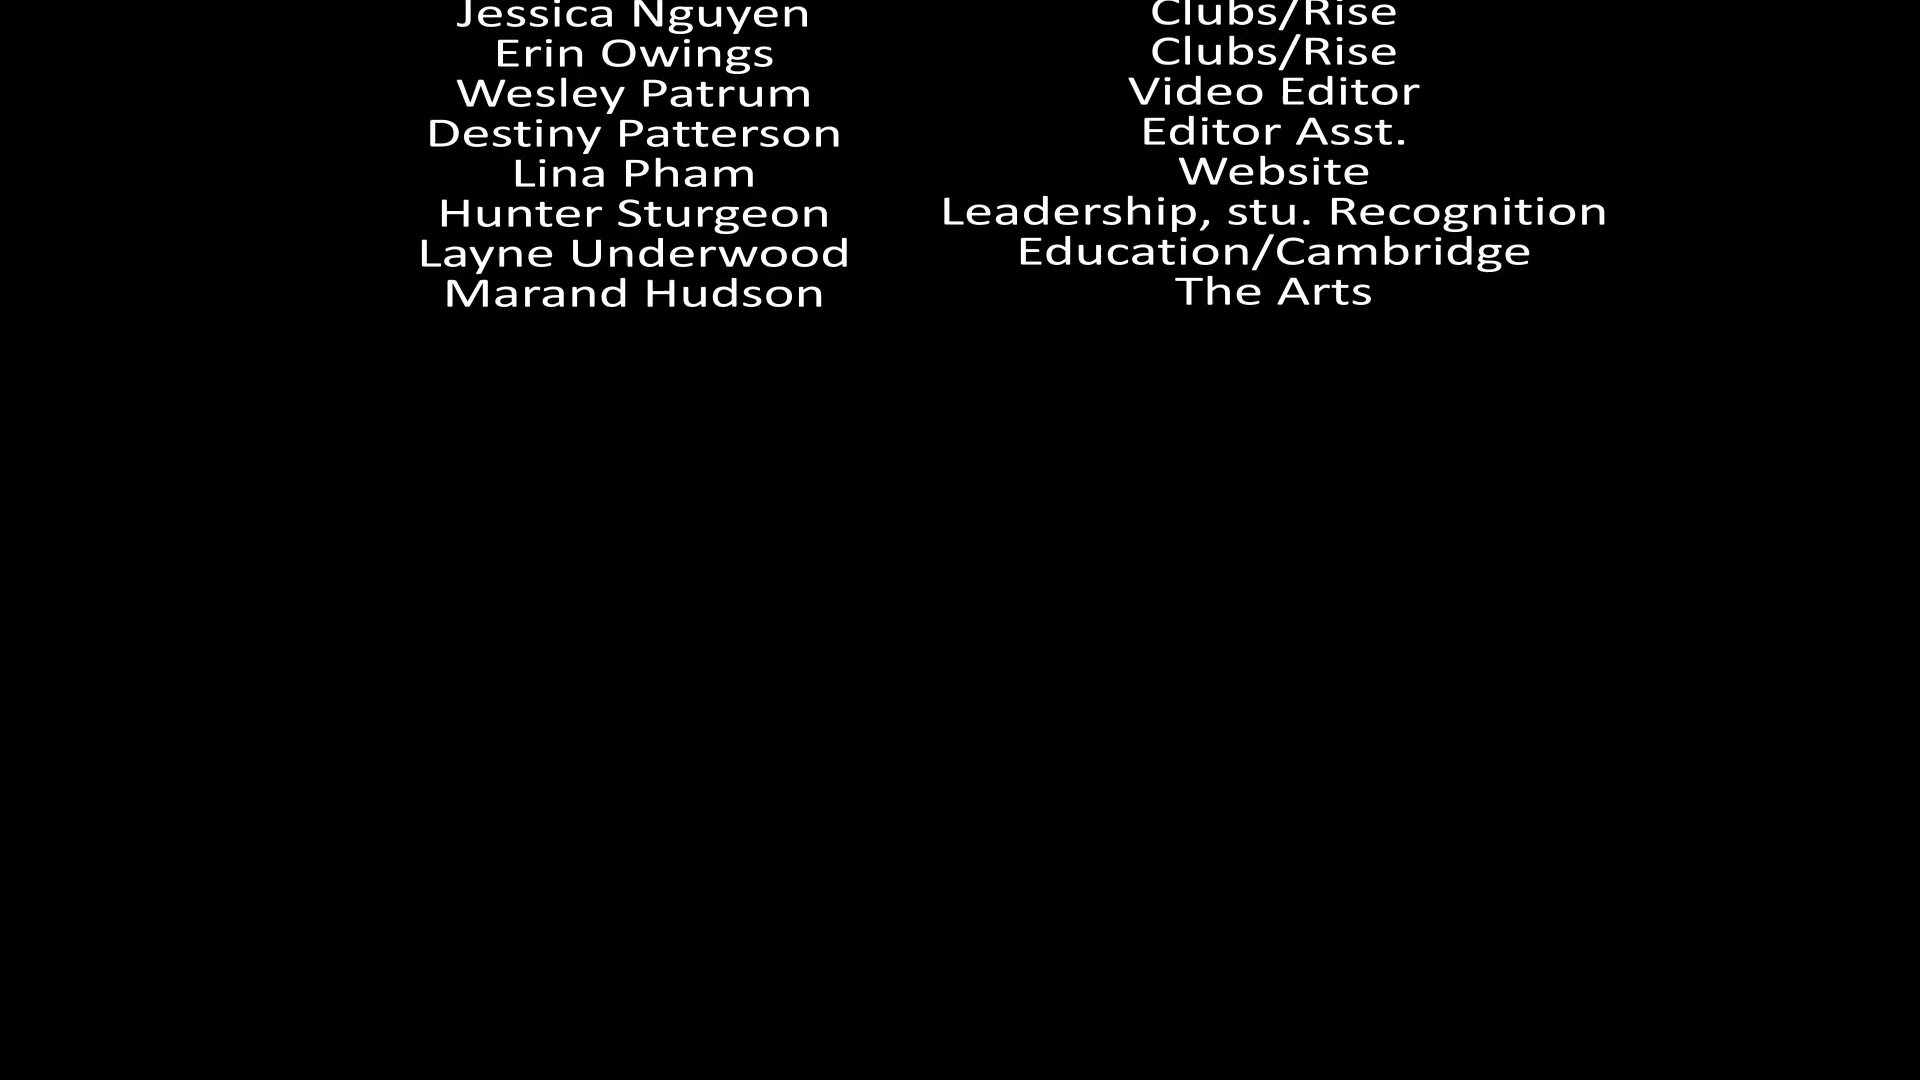 Jessica Nguyen Clubs/Rise
Erin Owings Clubs/Rise
Wesley Patrum Video Editor
Destiny Patterson Editor Asst.
Lina Pham Website
Hunter Sturgeon Leadership, stu. Recognition
Layne Underwood Education/Cambridge
Marand Hudson The Arts